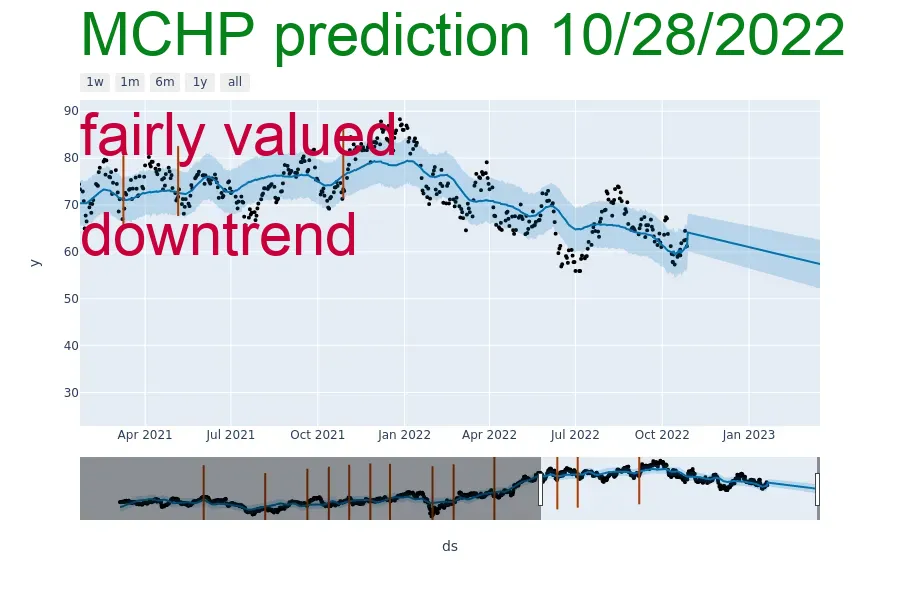 MCHP prediction 10/28/2022
1w 1m 6m 1y all
90
fairly valued
80
70
downtrend
60
y
50
40
30
Apr 2021 Jul 2021 Oct 2021 Jan 2022 Apr 2022 Jul 2022 Oct 2022 Jan 2023
ds